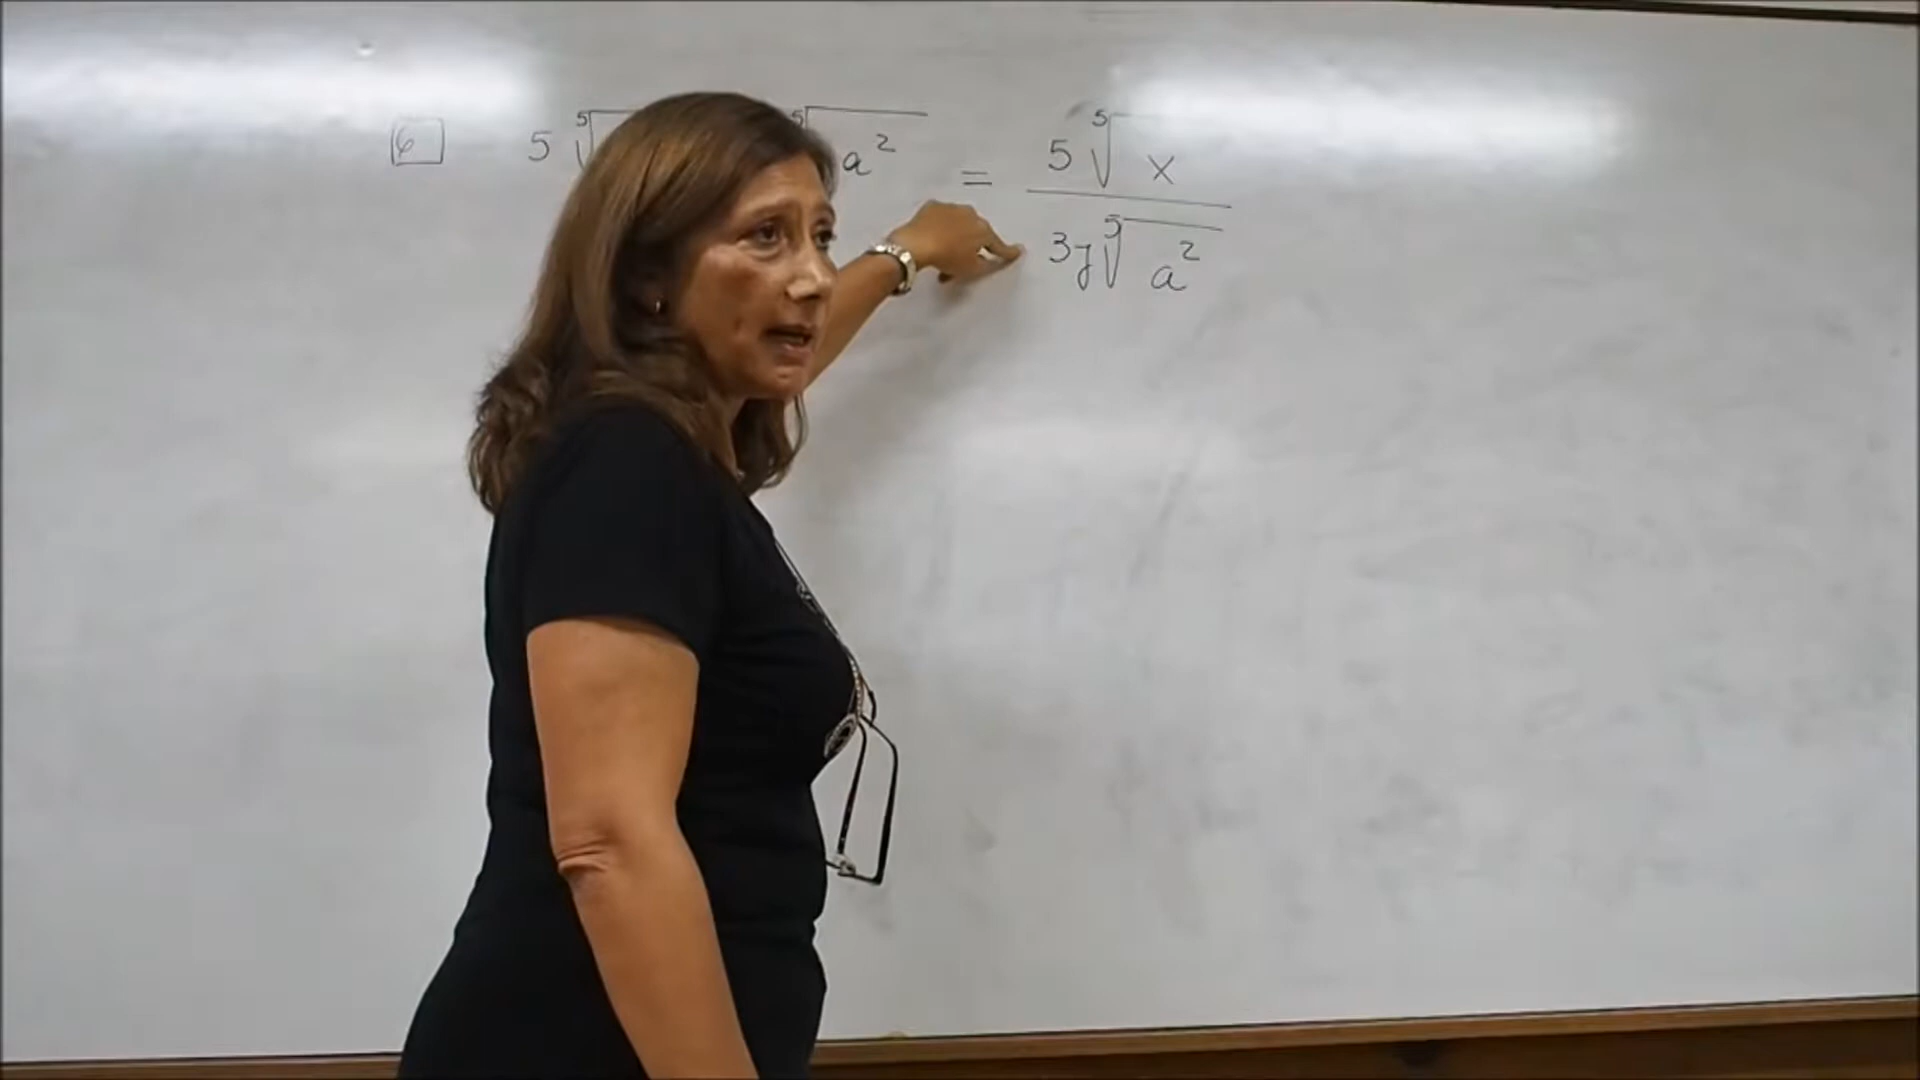 6 5 ⁵√ ⁵√a² = 5 ⁵√x
3y ⁵√a²